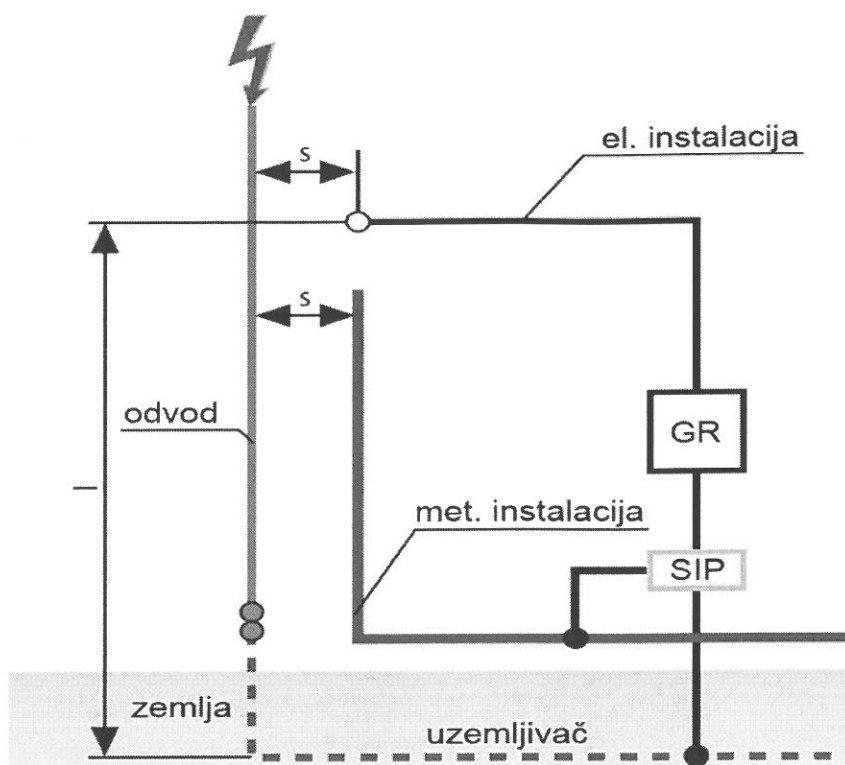 s
el. instalacija
s
odvod
GR
l
met. instalacija
SIP
zemlja
uzemljivač